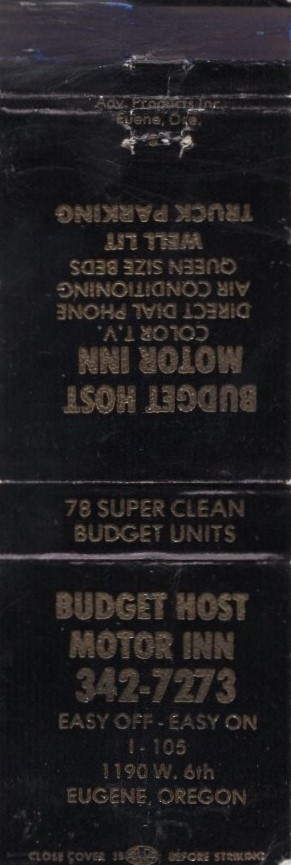 Adv. Products Inc.
Euene, Ore.
BUDGET HOST
MOTOR INN
COLOR T.V.
DIRECT DIAL PHONE
AIR CONDITIONING
QUEEN SIZE BEDS
WELL LIT
TRUCK PARKING
78 SUPER CLEAN
BUDGET UNITS
BUDGET HOST
MOTOR INN
342-7273
EASY OFF - EASY ON
I - 105
1190 W. 6th
EUGENE, OREGON
CLOSE COVER BEFORE STRIKING